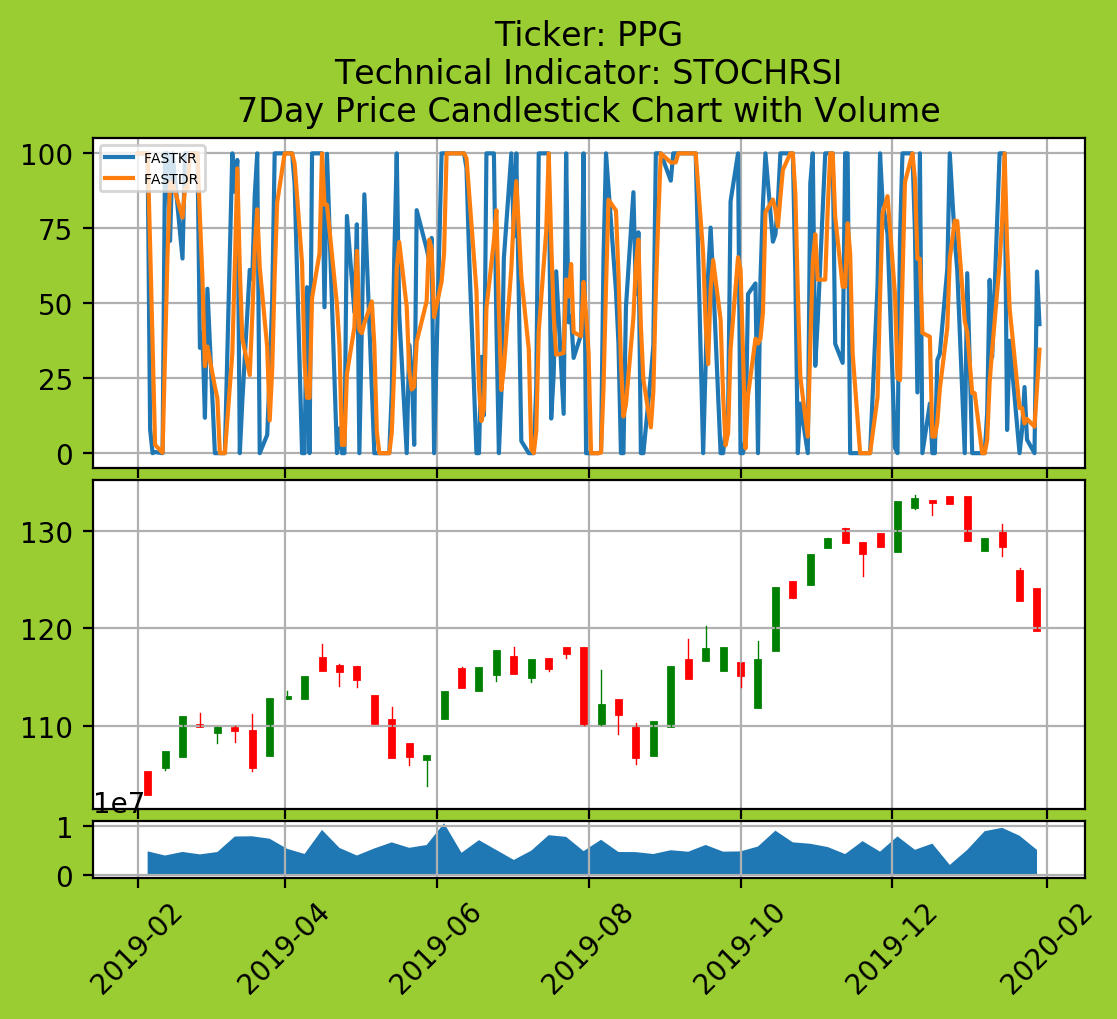 Ticker: PPG
Technical Indicator: STOCHRSI
7Day Price Candlestick Chart with Volume
FASTKR
FASTDR
100
75
50
25
0
130
120
110
1e7
1
0
2019-02
2019-04
2019-06
2019-08
2019-10
2019-12
2020-02